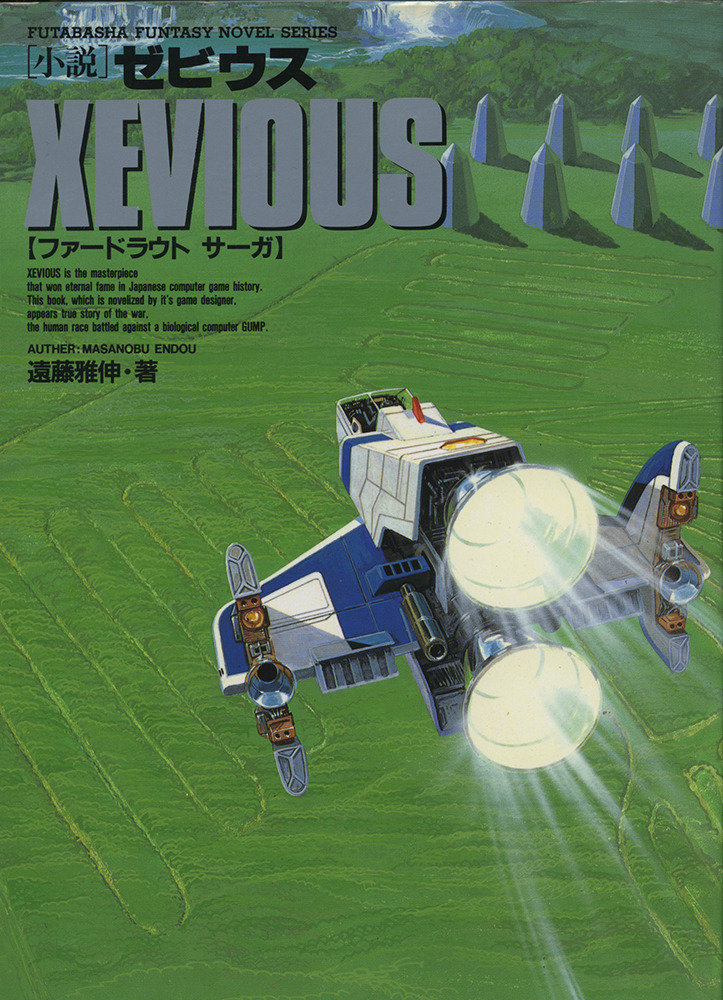 FUTABASHA FUNTASY NOVEL SERIES
[小説]ゼビウス
XEVIOUS
【ファードラウト サーガ】
XEVIOUS is the masterpiece
that won eternal fame in Japanese computer game history.
This book, which is novelized by it's game designer,
appears true story of the war,
the human race battled against a biological computer GUMP.
AUTHER: MASANOBU ENDOU
遠藤雅伸・著